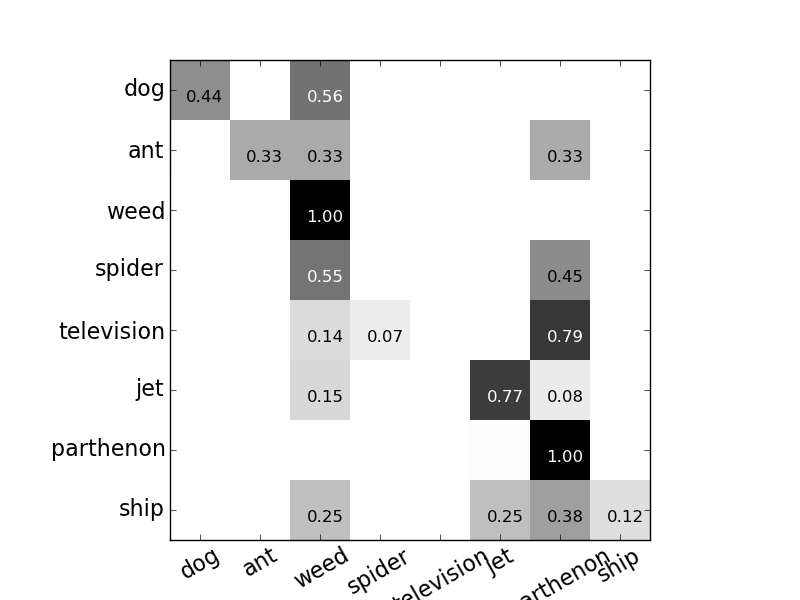 dog 0.44 0.56
ant 0.33 0.33 0.33
weed 1.00
spider 0.55 0.45
television 0.14 0.07 0.79
jet 0.15 0.77 0.08
parthenon 1.00
ship 0.25 0.25 0.38 0.12
dog ant weed spider television jet arthenon ship